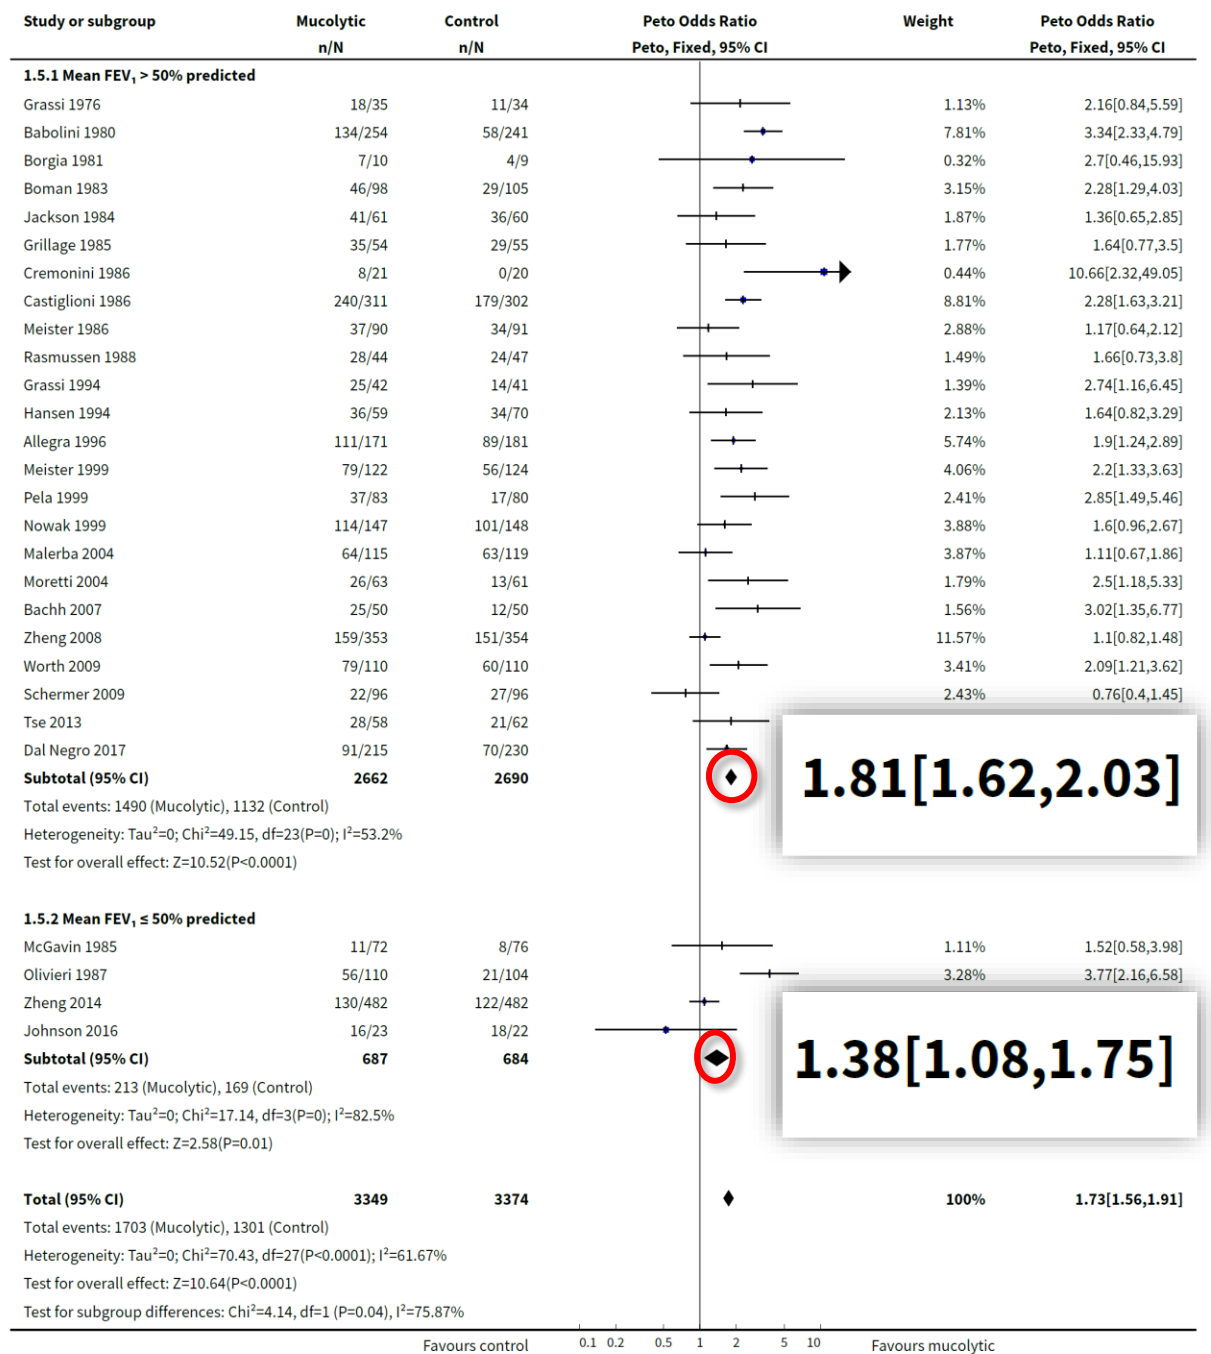 Study or subgroup Mucolytic Control Peto Odds Ratio Weight Peto Odds Ratio
n/N n/N Peto, Fixed, 95% CI Peto, Fixed, 95% CI
1.5.1 Mean FEV₁ > 50% predicted
Grassi 1976 18/35 11/34 1.13% 2.16[0.84,5.59]
Babolini 1980 134/254 58/241 7.81% 3.34[2.33,4.79]
Borgia 1981 7/10 4/9 0.32% 2.7[0.46,15.93]
Boman 1983 46/98 29/105 3.15% 2.28[1.29,4.03]
Jackson 1984 41/61 36/60 1.87% 1.36[0.65,2.85]
Grillage 1985 35/54 29/55 1.77% 1.64[0.77,3.5]
Cremonini 1986 8/21 0/20 0.44% 10.66[2.32,49.05]
Castiglioni 1986 240/311 179/302 8.81% 2.28[1.63,3.21]
Meister 1986 37/90 34/91 2.88% 1.17[0.64,2.12]
Rasmussen 1988 28/44 24/47 1.49% 1.66[0.73,3.8]
Grassi 1994 25/42 14/41 1.39% 2.74[1.16,6.45]
Hansen 1994 36/59 34/70 2.13% 1.64[0.82,3.29]
Allegra 1996 111/171 89/181 5.74% 1.9[1.24,2.89]
Meister 1999 79/122 56/124 4.06% 2.2[1.33,3.63]
Pela 1999 37/83 17/80 2.41% 2.85[1.49,5.46]
Nowak 1999 114/147 101/148 3.88% 1.6[0.96,2.67]
Malerba 2004 64/115 63/119 3.87% 1.11[0.67,1.86]
Moretti 2004 26/63 13/61 1.79% 2.5[1.18,5.33]
Bachh 2007 25/50 12/50 1.56% 3.02[1.35,6.77]
Zheng 2008 159/353 151/354 11.57% 1.1[0.82,1.48]
Worth 2009 79/110 60/110 3.41% 2.09[1.21,3.62]
Schermer 2009 22/96 27/96 2.43% 0.76[0.4,1.45]
Tse 2013 28/58 21/62
Dal Negro 2017 91/215 70/230
Subtotal (95% CI) 2662 2690 1.81[1.62,2.03]
Total events: 1490 (Mucolytic), 1132 (Control)
Heterogeneity: Tau²=0; Chi²=49.15, df=23(P=0); I²=53.2%
Test for overall effect: Z=10.52(P<0.0001)
1.5.2 Mean FEV₁ ≤ 50% predicted
McGavin 1985 11/72 8/76 1.11% 1.52[0.58,3.98]
Olivieri 1987 56/110 21/104 3.28% 3.77[2.16,6.58]
Zheng 2014 130/482 122/482
Johnson 2016 16/23 18/22
Subtotal (95% CI) 687 684 1.38[1.08,1.75]
Total events: 213 (Mucolytic), 169 (Control)
Heterogeneity: Tau²=0; Chi²=17.14, df=3(P=0); I²=82.5%
Test for overall effect: Z=2.58(P=0.01)
Total (95% CI) 3349 3374 100% 1.73[1.56,1.91]
Total events: 1703 (Mucolytic), 1301 (Control)
Heterogeneity: Tau²=0; Chi²=70.43, df=27(P<0.0001); I²=61.67%
Test for overall effect: Z=10.64(P<0.0001)
Test for subgroup differences: Chi²=4.14, df=1 (P=0.04), I²=75.87%
Favours control 0.1 0.2 0.5 1 2 5 10 Favours mucolytic